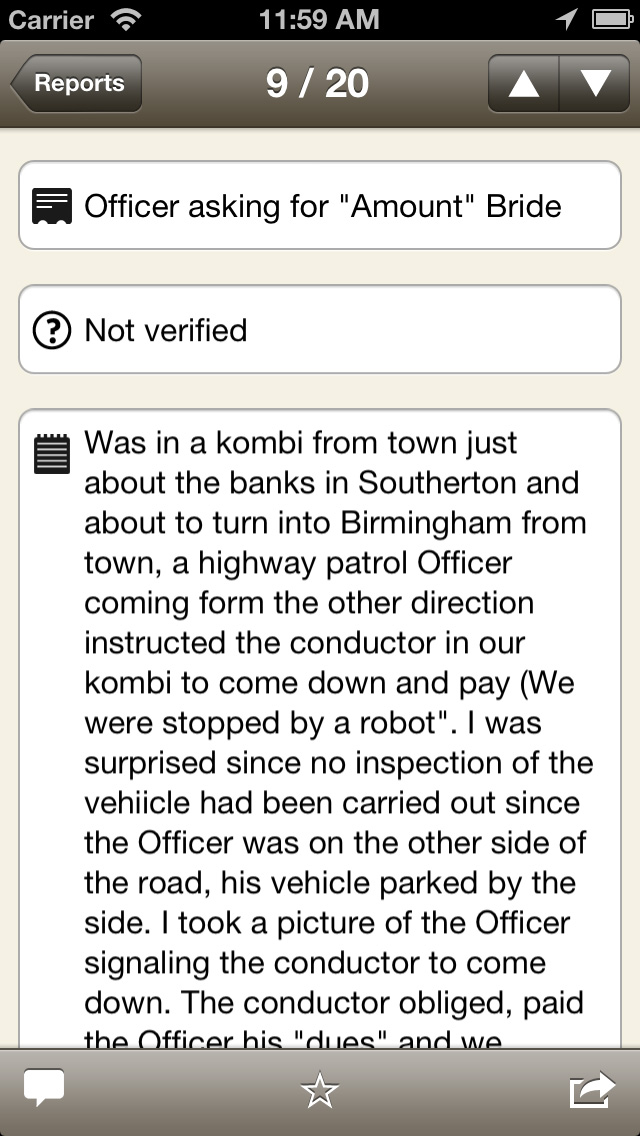 Carrier 11:59 AM
Reports 9 / 20
Officer asking for "Amount" Bride
Not verified
Was in a kombi from town just
about the banks in Southerton and
about to turn into Birmingham from
town, a highway patrol Officer
coming form the other direction
instructed the conductor in our
kombi to come down and pay (We
were stopped by a robot". I was
surprised since no inspection of the
vehiicle had been carried out since
the Officer was on the other side of
the road, his vehicle parked by the
side. I took a picture of the Officer
signaling the conductor to come
down. The conductor obliged, paid
the Officer his "dues" and we